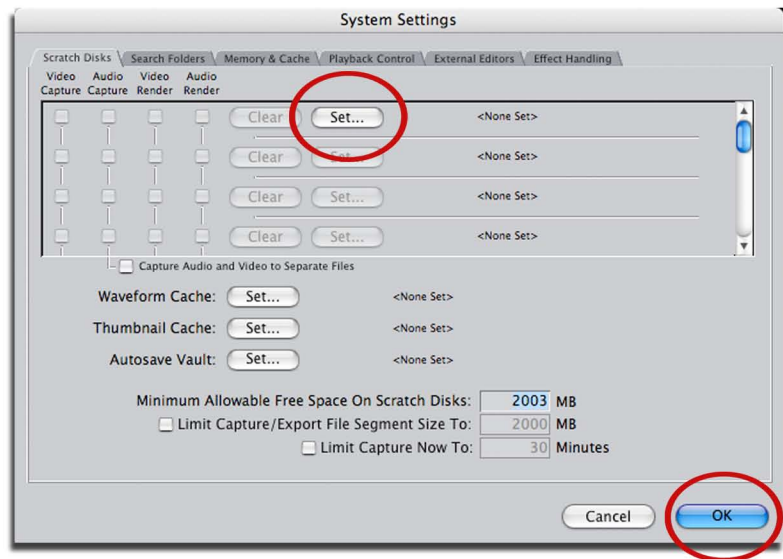 System Settings
Scratch Disks Search Folders Memory & Cache Playback Control External Editors Effect Handling
Video Audio Video Audio
Capture Capture Render Render
Clear Set... <None Set>
Clear Set... <None Set>
Clear Set... <None Set>
Clear Set... <None Set>
Capture Audio and Video to Separate Files
Waveform Cache: Set... <None Set>
Thumbnail Cache: Set... <None Set>
Autosave Vault: Set... <None Set>
Minimum Allowable Free Space On Scratch Disks: 2003 MB
Limit Capture/Export File Segment Size To: 2000 MB
Limit Capture Now To: 30 Minutes
Cancel OK